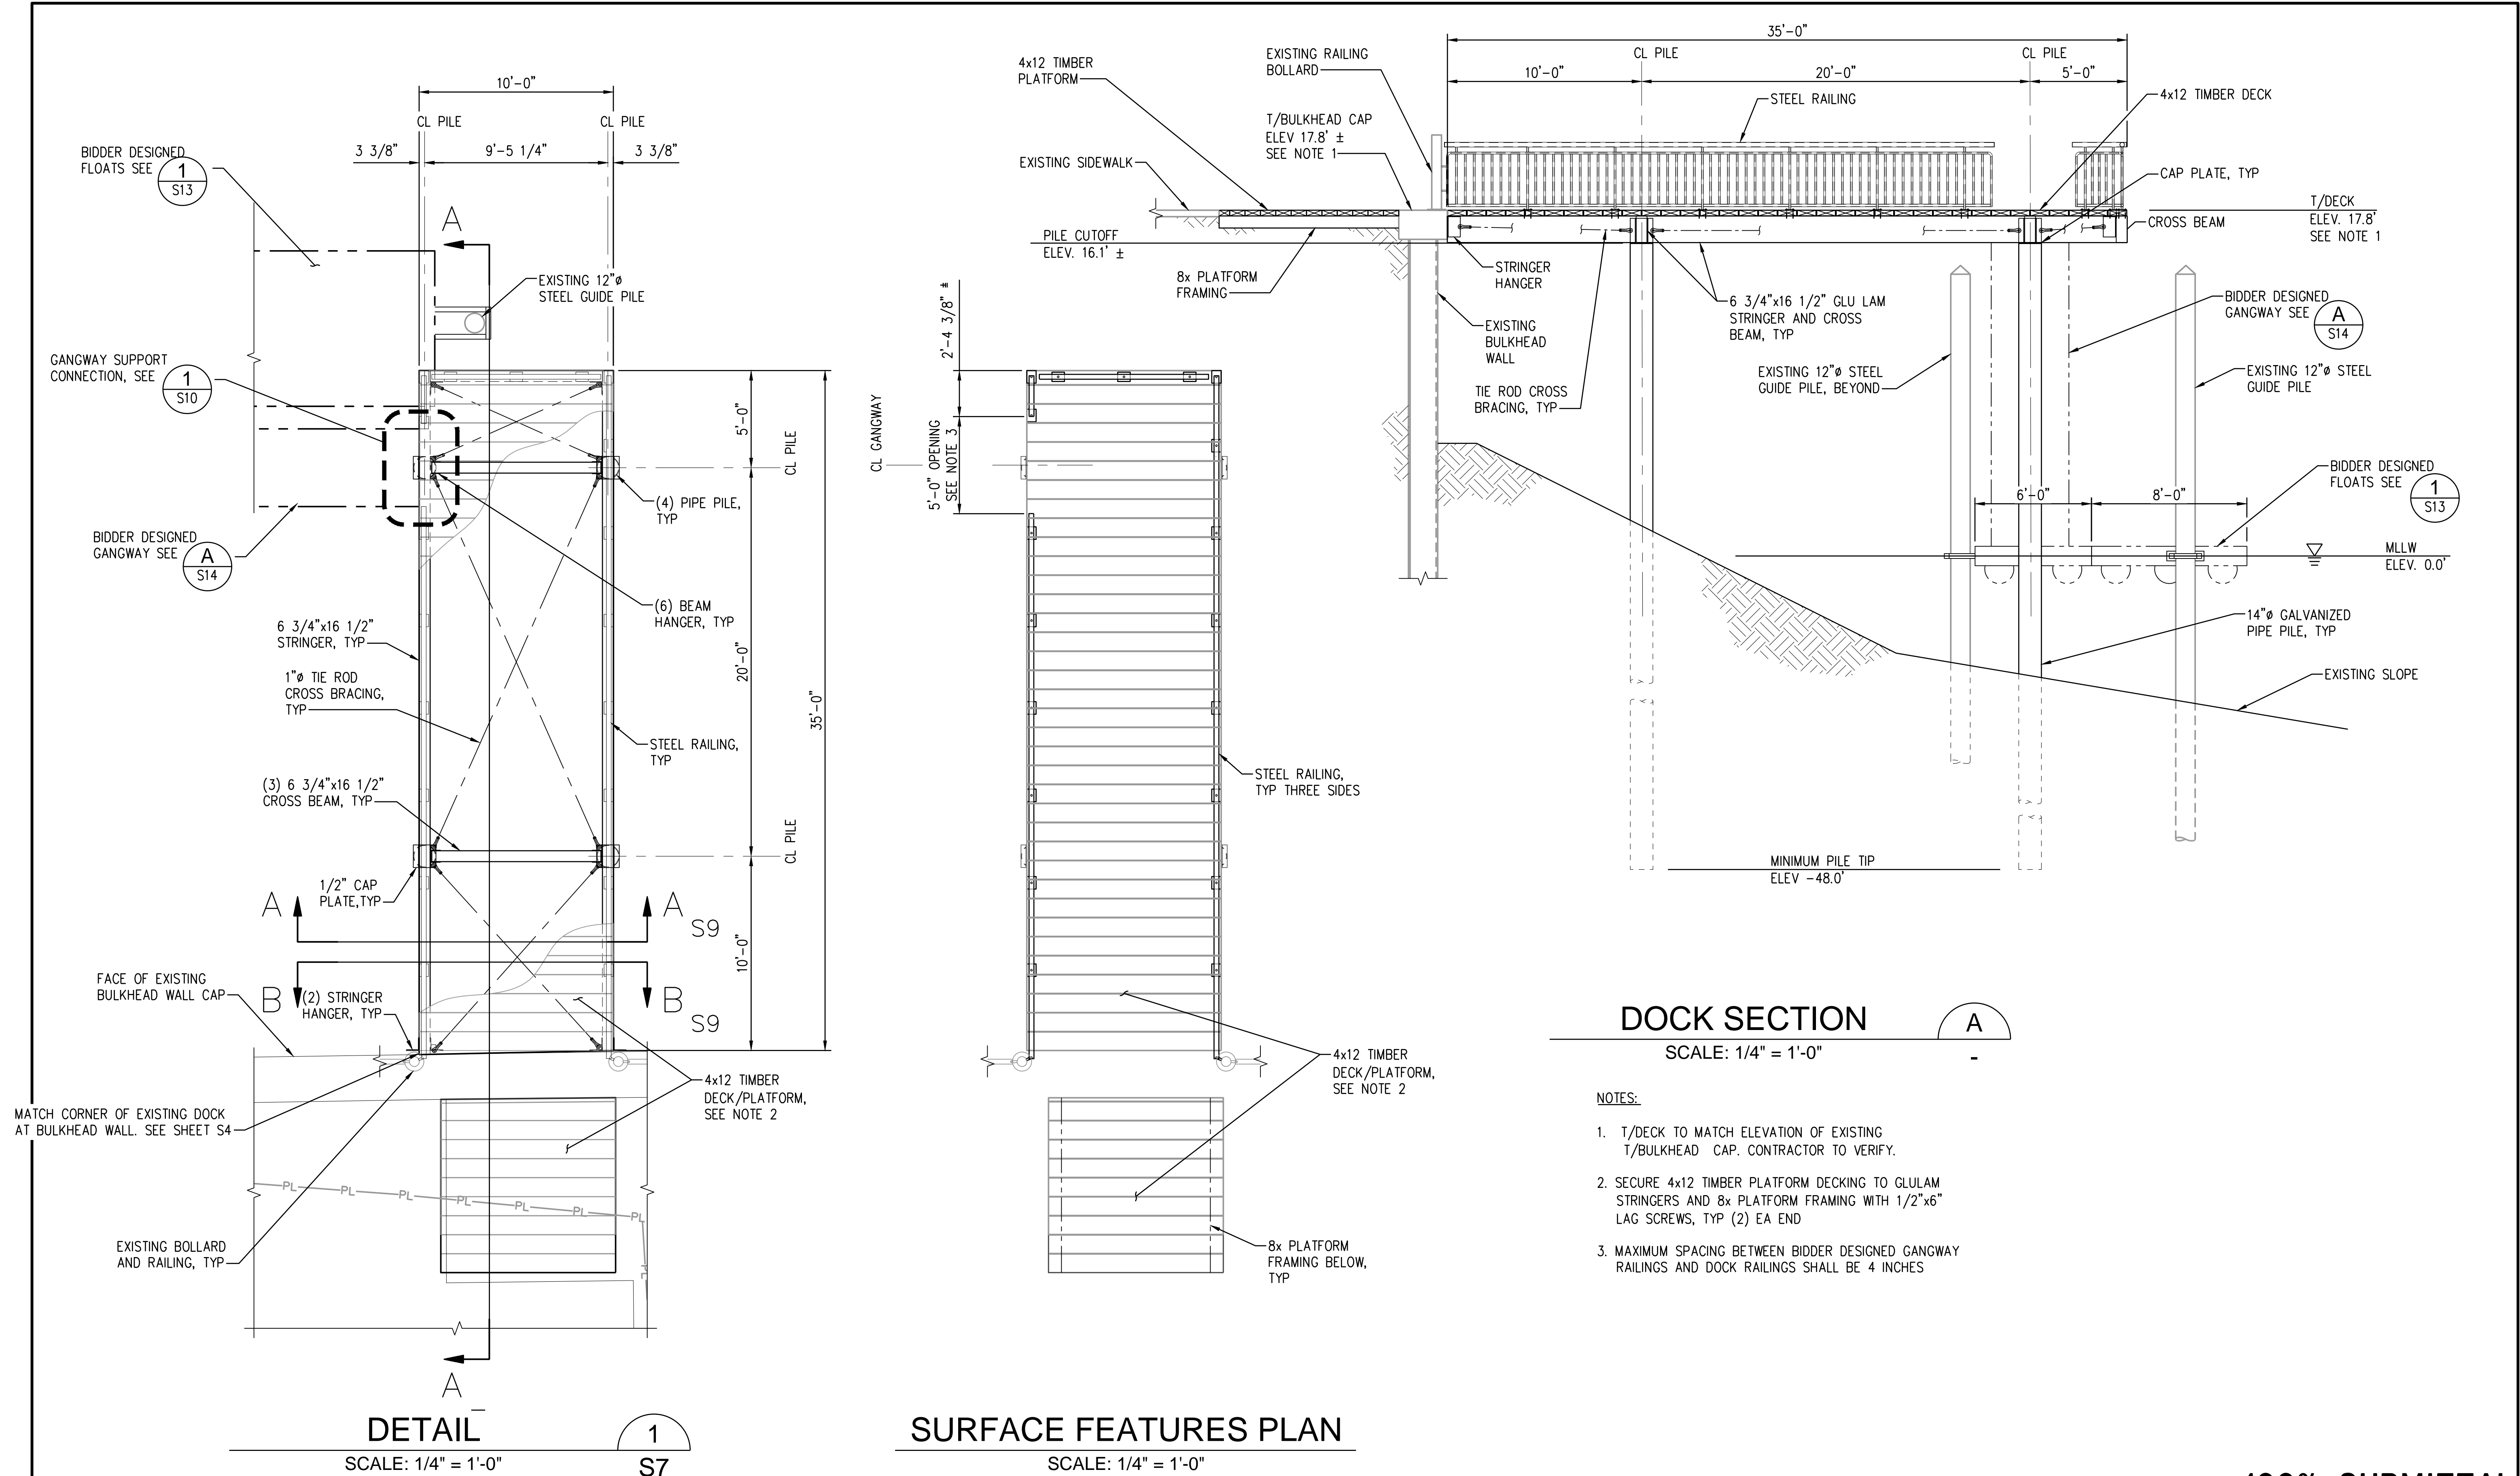 10'-0"
CL PILE
CL PILE
3 3/8"
9'-5 1/4"
3 3/8"
BIDDER DESIGNED
FLOATS SEE
1
S13
A
EXISTING 12"ø
STEEL GUIDE PILE
GANGWAY SUPPORT
CONNECTION, SEE
1
S10
5'-0"
CL PILE
(4) PIPE PILE,
TYP
BIDDER DESIGNED
GANGWAY SEE
A
S14
(6) BEAM
HANGER, TYP
6 3/4"x16 1/2"
STRINGER, TYP
20'-0"
1"ø TIE ROD
CROSS BRACING,
TYP
35'-0"
STEEL RAILING,
TYP
(3) 6 3/4"x16 1/2"
CROSS BEAM, TYP
CL PILE
1/2" CAP
PLATE,TYP
A
A
S9
10'-0"
FACE OF EXISTING
BULKHEAD WALL CAP
B
(2) STRINGER
HANGER, TYP
B
S9
MATCH CORNER OF EXISTING DOCK
AT BULKHEAD WALL. SEE SHEET S4
4x12 TIMBER
DECK/PLATFORM,
SEE NOTE 2
PL
PL
PL
PL
PL
PL
PL
PL
EXISTING BOLLARD
AND RAILING, TYP
A
-
DETAIL
1
S7
SCALE: 1/4" = 1'-0"
2'-4 3/8" ±
CL GANGWAY
5'-0" OPENING
SEE NOTE 3
STEEL RAILING,
TYP THREE SIDES
4x12 TIMBER
DECK/PLATFORM,
SEE NOTE 2
8x PLATFORM
FRAMING BELOW,
TYP
SURFACE FEATURES PLAN
SCALE: 1/4" = 1'-0"
35'-0"
CL PILE
CL PILE
10'-0"
20'-0"
5'-0"
4x12 TIMBER
PLATFORM
EXISTING RAILING
BOLLARD
STEEL RAILING
4x12 TIMBER DECK
T/BULKHEAD CAP
ELEV 17.8' ±
SEE NOTE 1
EXISTING SIDEWALK
CAP PLATE, TYP
T/DECK
ELEV. 17.8'
SEE NOTE 1
CROSS BEAM
PILE CUTOFF
ELEV. 16.1' ±
8x PLATFORM
FRAMING
STRINGER
HANGER
6 3/4"x16 1/2" GLU LAM
STRINGER AND CROSS
BEAM, TYP
BIDDER DESIGNED
GANGWAY SEE
A
S14
EXISTING
BULKHEAD
WALL
EXISTING 12"ø STEEL
GUIDE PILE, BEYOND
EXISTING 12"ø STEEL
GUIDE PILE
TIE ROD CROSS
BRACING, TYP
BIDDER DESIGNED
FLOATS SEE
1
S13
6'-0"
8'-0"
MLLW
ELEV. 0.0'
14"ø GALVANIZED
PIPE PILE, TYP
EXISTING SLOPE
MINIMUM PILE TIP
ELEV -48.0'
DOCK SECTION
A
-
SCALE: 1/4" = 1'-0"
NOTES:
1. T/DECK TO MATCH ELEVATION OF EXISTING
T/BULKHEAD CAP. CONTRACTOR TO VERIFY.
2. SECURE 4x12 TIMBER PLATFORM DECKING TO GLULAM
STRINGERS AND 8x PLATFORM FRAMING WITH 1/2"x6"
LAG SCREWS, TYP (2) EA END
3. MAXIMUM SPACING BETWEEN BIDDER DESIGNED GANGWAY
RAILINGS AND DOCK RAILINGS SHALL BE 4 INCHES